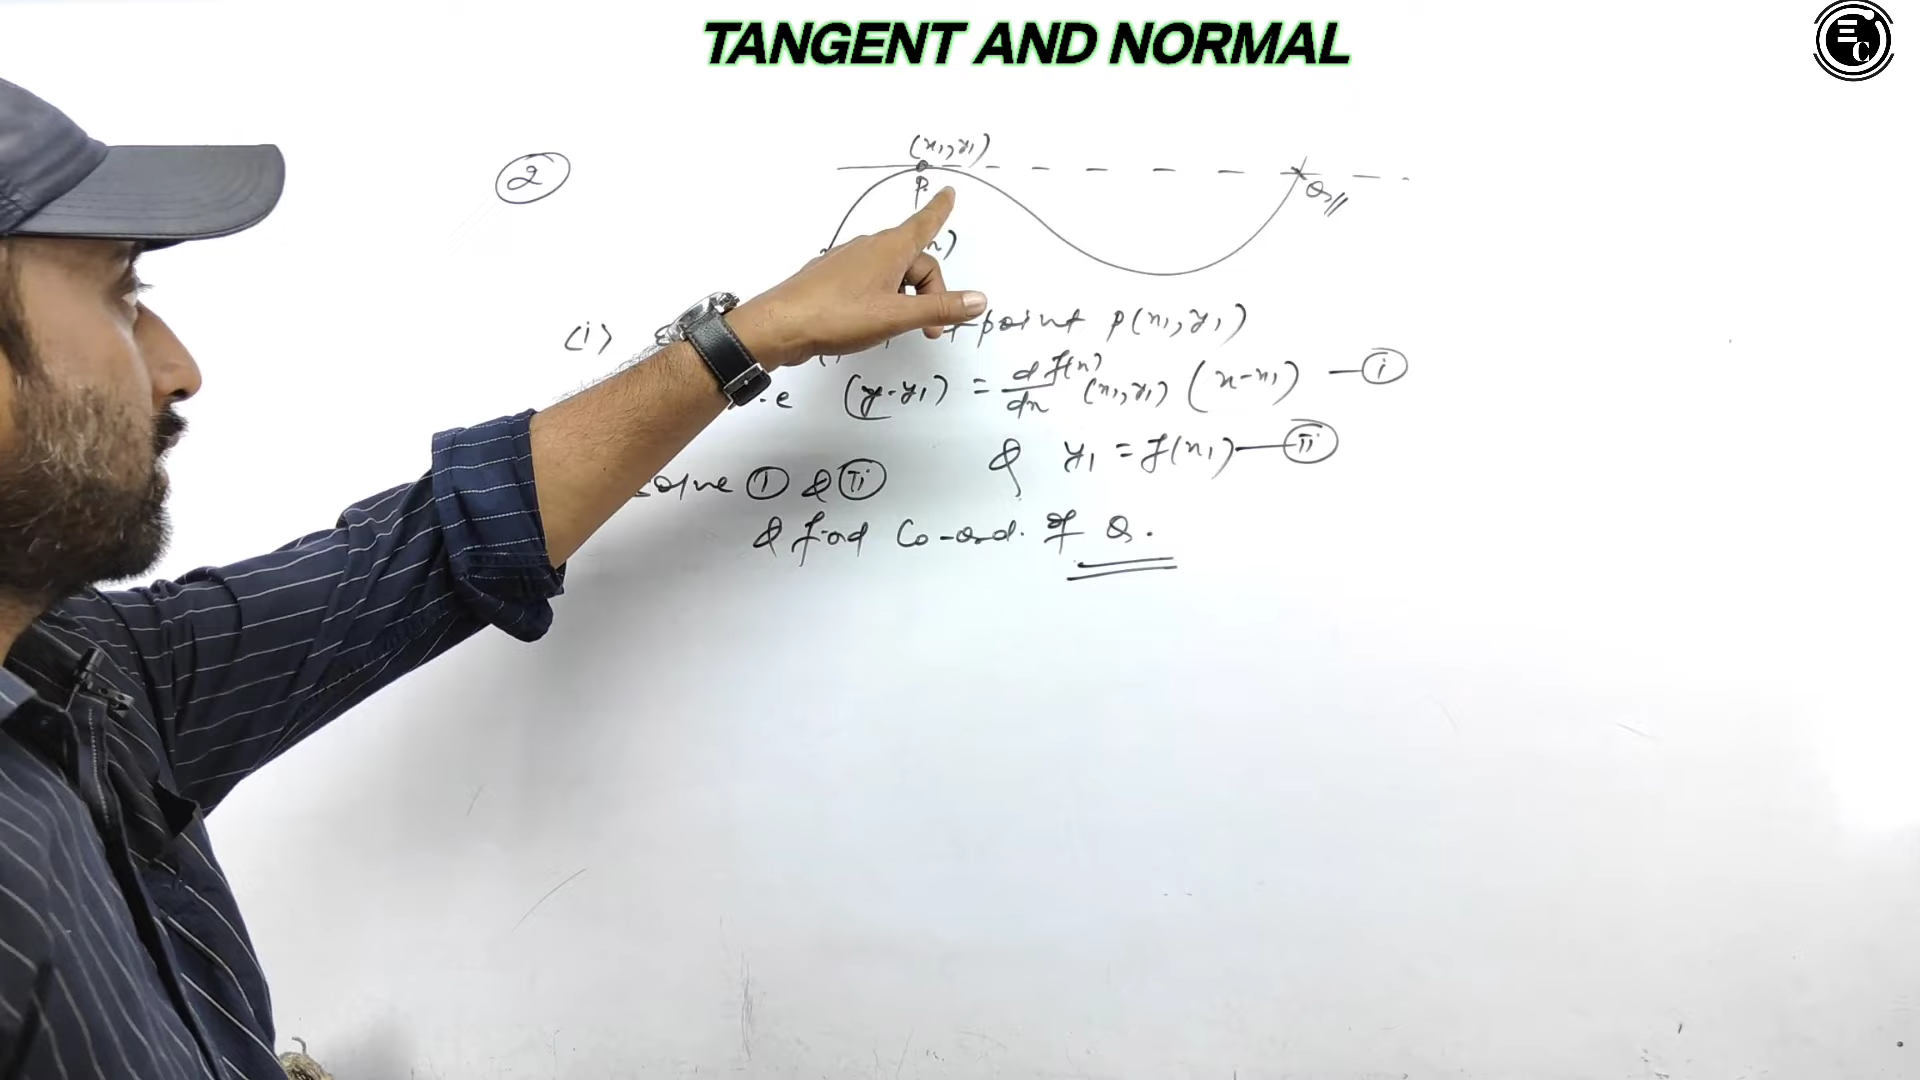 TANGENT AND NORMAL
EC
2
(x1, y1)
P
Q
(i)
point P(x1, y1)
(y-y1) = d f(x)/dx (x1, y1) (x-x1) — i
& y1 = f(x1) — ii
solve i & ii
& find Co-ord. of Q.